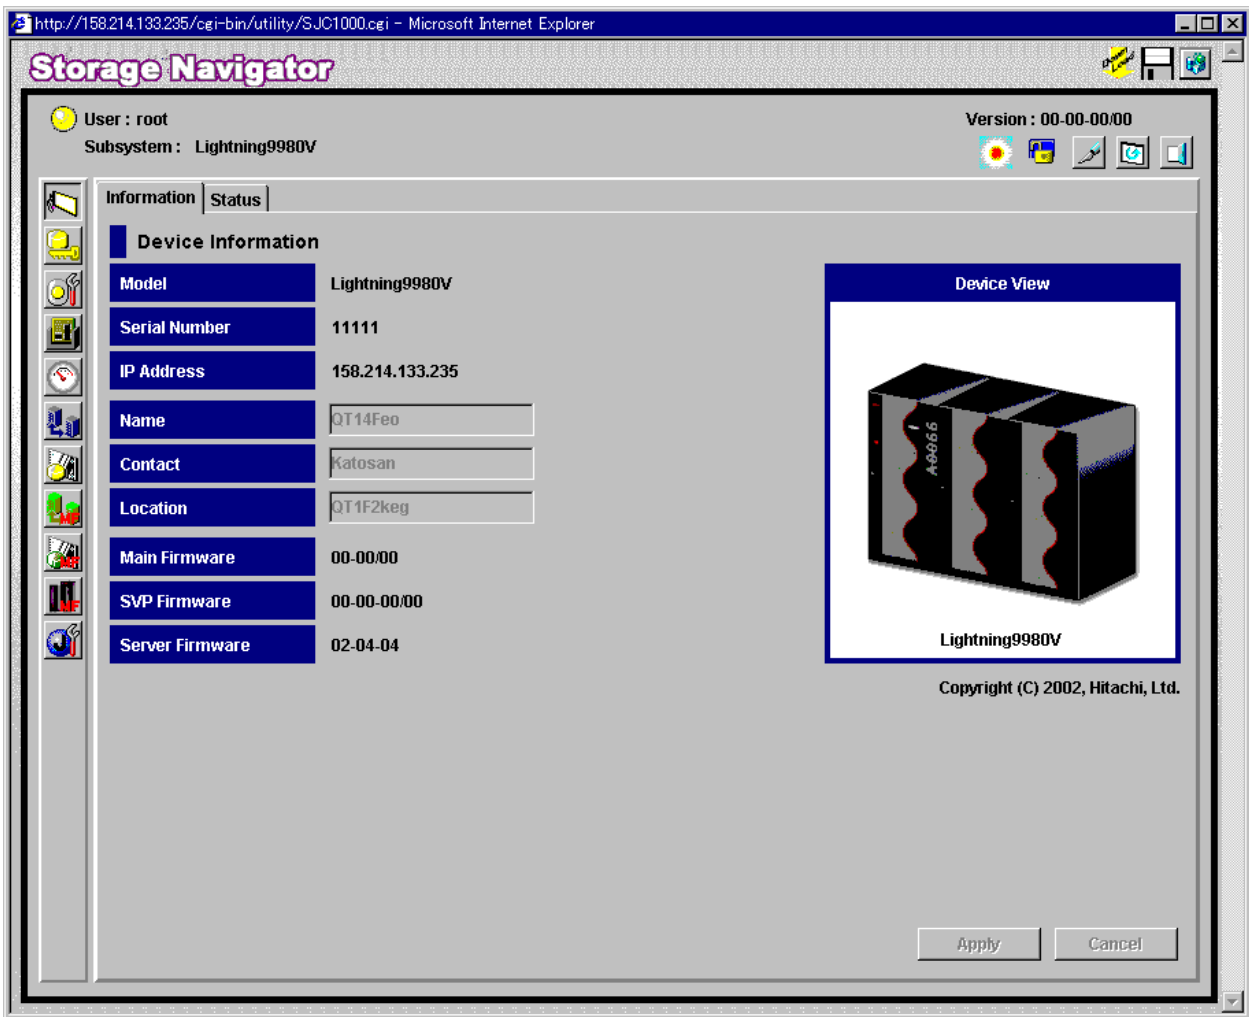 http://158.214.133.235/cgi-bin/utility/SJC1000.cgi - Microsoft Internet Explorer
Storage Navigator
User : root
Version : 00-00-00/00
Subsystem : Lightning9980V
Information Status
Device Information
Model Lightning9980V
Device View
Serial Number 11111
IP Address 158.214.133.235
Name QT14Feo
Contact Katosan
Location QT1F2keg
Main Firmware 00-00/00
SVP Firmware 00-00-00/00
Server Firmware 02-04-04
Lightning9980V
Copyright (C) 2002, Hitachi, Ltd.
Apply Cancel